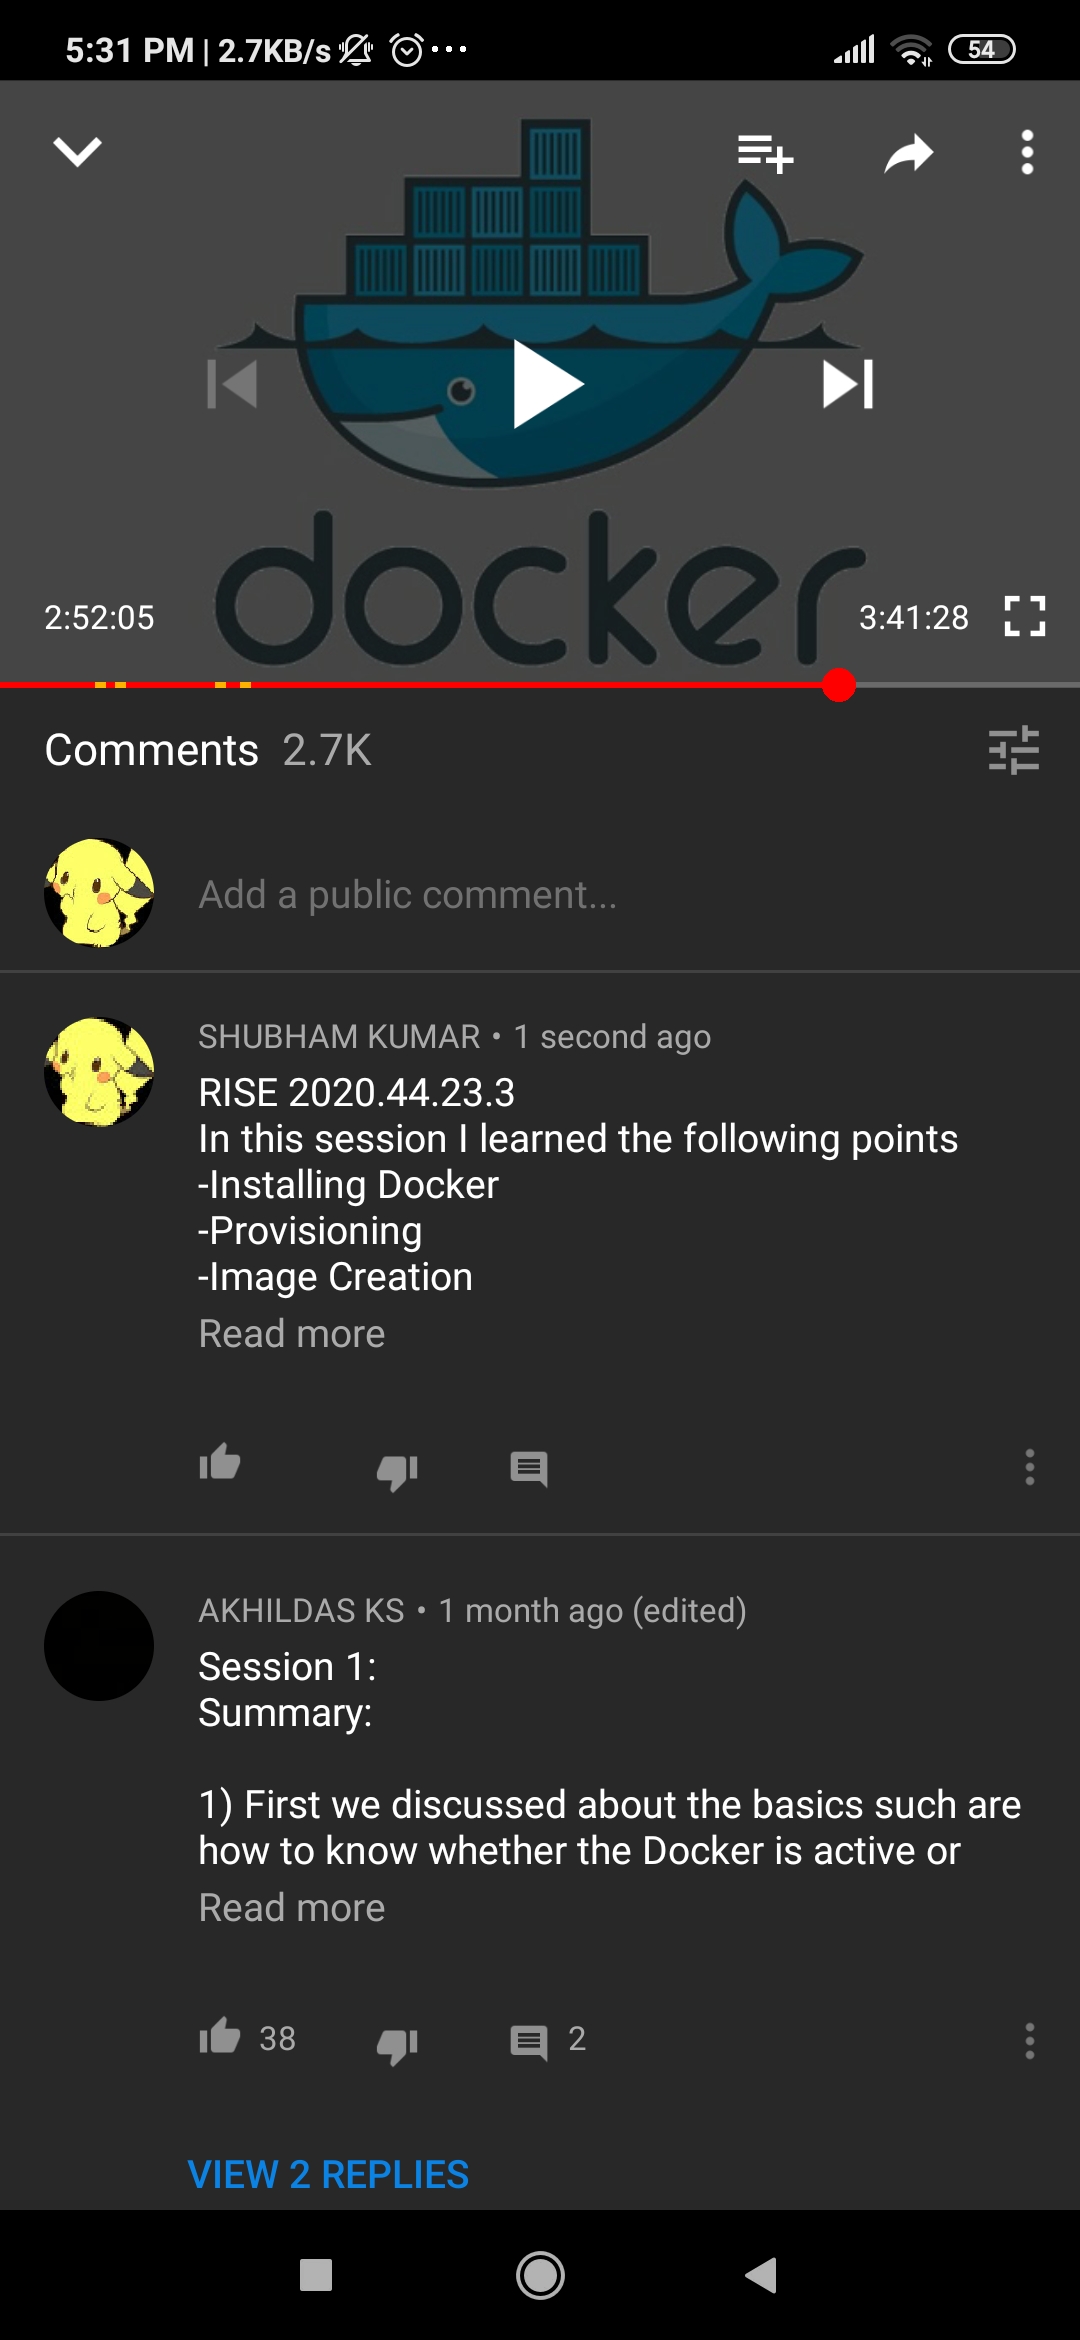 5:31 PM | 2.7KB/s ...
54
docker
2:52:05
3:41:28
Comments 2.7K
Add a public comment...
SHUBHAM KUMAR • 1 second ago
RISE 2020.44.23.3
In this session I learned the following points
-Installing Docker
-Provisioning
-Image Creation
Read more
AKHILDAS KS • 1 month ago (edited)
Session 1:
Summary:
1) First we discussed about the basics such are
how to know whether the Docker is active or
Read more
38
2
VIEW 2 REPLIES